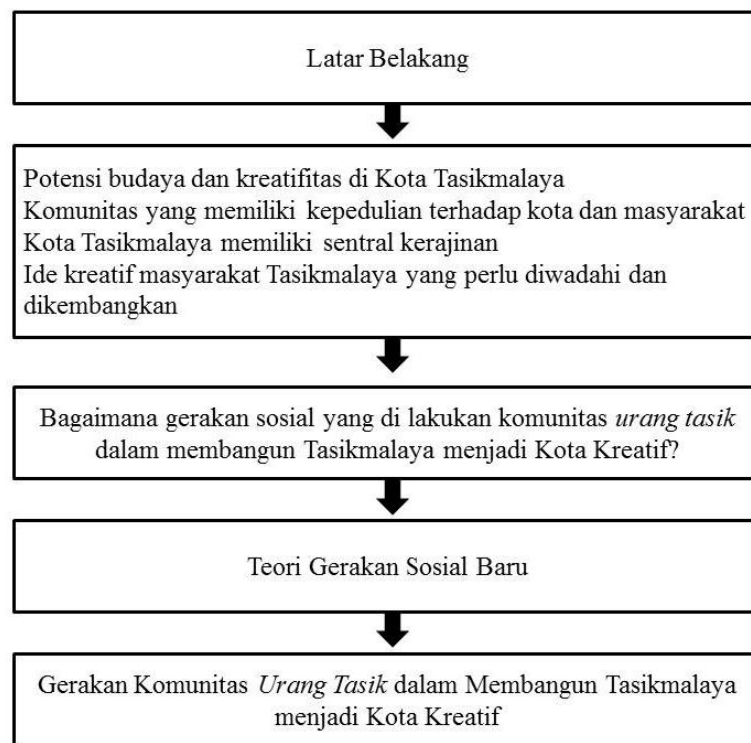 Latar Belakang
Potensi budaya dan kreatifitas di Kota Tasikmalaya
Komunitas yang memiliki kepedulian terhadap kota dan masyarakat
Kota Tasikmalaya memiliki sentral kerajinan
Ide kreatif masyarakat Tasikmalaya yang perlu diwadahi dan
dikembangkan
Bagaimana gerakan sosial yang di lakukan komunitas urang tasik
dalam membangun Tasikmalaya menjadi Kota Kreatif?
Teori Gerakan Sosial Baru
Gerakan Komunitas Urang Tasik dalam Membangun Tasikmalaya
menjadi Kota Kreatif